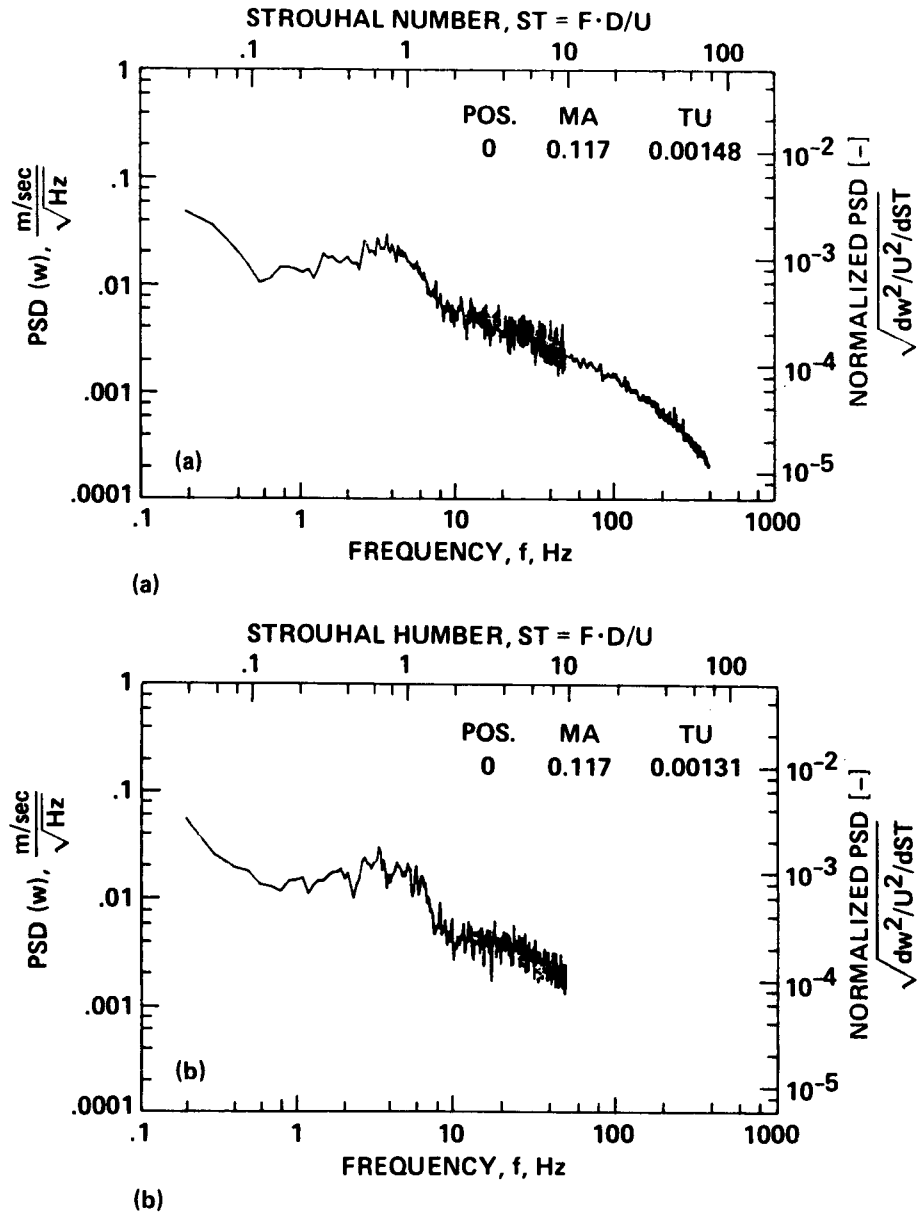 STROUHAL NUMBER, ST = F·D/U
.1 1 10 100
POS. MA TU
0 0.117 0.00148
1
.1
.01
.001
.0001
PSD (w), m/sec/√Hz
10⁻²
10⁻³
10⁻⁴
10⁻⁵
NORMALIZED PSD [–]
√dw²/U²/dST
(a)
.1 1 10 100 1000
FREQUENCY, f, Hz
(a)
STROUHAL HUMBER, ST = F·D/U
.1 1 10 100
POS. MA TU
0 0.117 0.00131
1
.1
.01
.001
.0001
PSD (w), m/sec/√Hz
10⁻²
10⁻³
10⁻⁴
10⁻⁵
NORMALIZED PSD [–]
√dw²/U²/dST
(b)
.1 1 10 100 1000
FREQUENCY, f, Hz
(b)